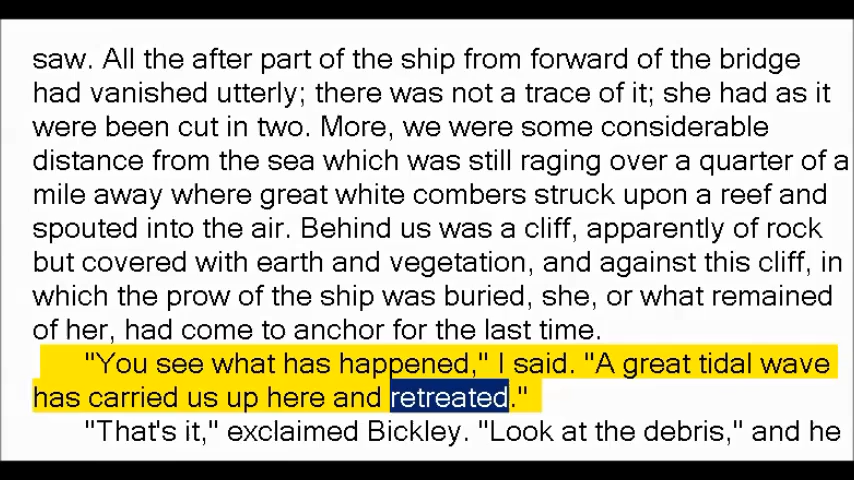 saw. All the after part of the ship from forward of the bridge
had vanished utterly; there was not a trace of it; she had as it
were been cut in two. More, we were some considerable
distance from the sea which was still raging over a quarter of a
mile away where great white combers struck upon a reef and
spouted into the air. Behind us was a cliff, apparently of rock
but covered with earth and vegetation, and against this cliff, in
which the prow of the ship was buried, she, or what remained
of her, had come to anchor for the last time.
"You see what has happened," I said. "A great tidal wave
has carried us up here and retreated."
"That's it," exclaimed Bickley. "Look at the debris," and he